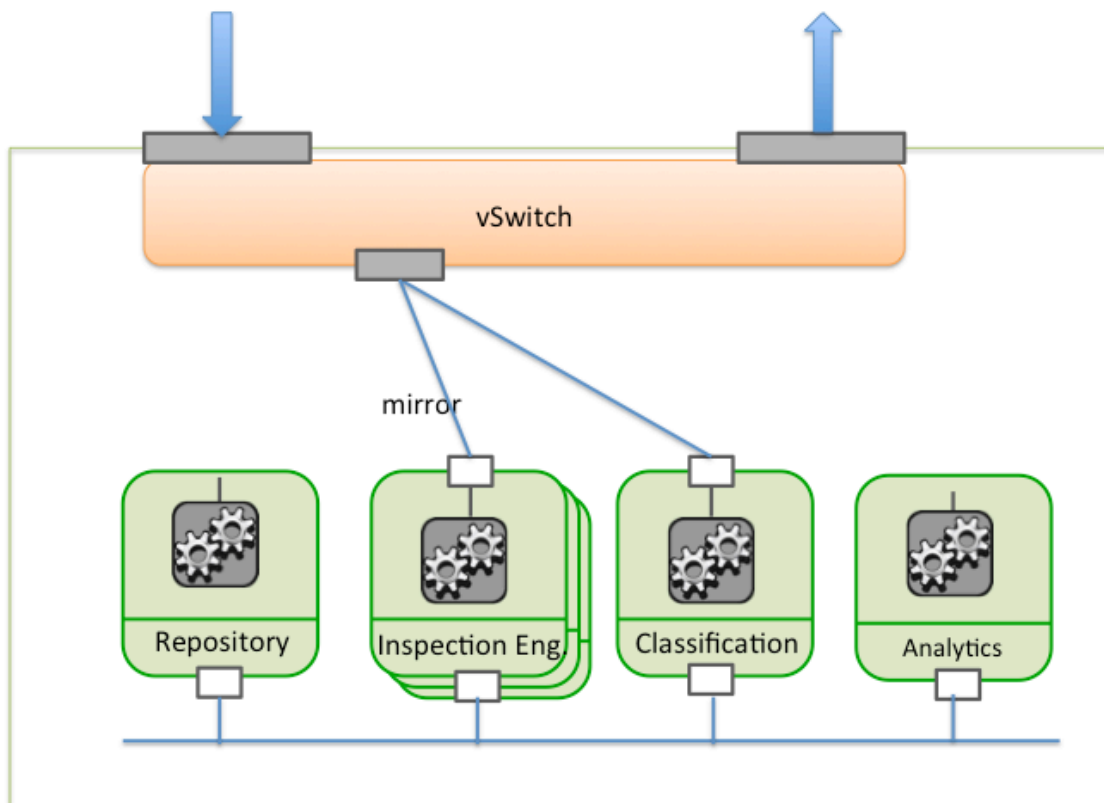 vSwitch
mirror
Repository
Inspection Eng.
Classification
Analytics